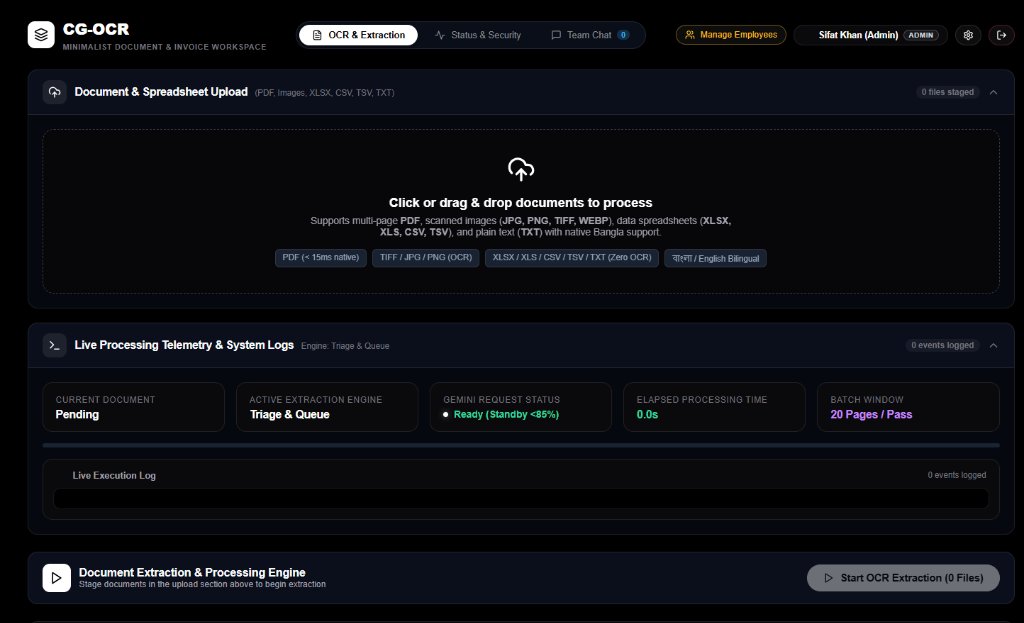 CG-OCR
MINIMALIST DOCUMENT & INVOICE WORKSPACE
OCR & Extraction
Status & Security
Team Chat 0
Manage Employees
Sifat Khan (Admin) ADMIN
Document & Spreadsheet Upload (PDF, Images, XLSX, CSV, TSV, TXT)
0 files staged
Click or drag & drop documents to process
Supports multi-page PDF, scanned images (JPG, PNG, TIFF, WEBP), data spreadsheets (XLSX,
XLS, CSV, TSV), and plain text (TXT) with native Bangla support.
PDF (< 15ms native)
TIFF / JPG / PNG (OCR)
XLSX / XLS / CSV / TSV / TXT (Zero OCR)
বাংলা / English Bilingual
Live Processing Telemetry & System Logs Engine: Triage & Queue
0 events logged
CURRENT DOCUMENT
Pending
ACTIVE EXTRACTION ENGINE
Triage & Queue
GEMINI REQUEST STATUS
Ready (Standby <85%)
ELAPSED PROCESSING TIME
0.0s
BATCH WINDOW
20 Pages / Pass
Live Execution Log
0 events logged
Document Extraction & Processing Engine
Stage documents in the upload section above to begin extraction
Start OCR Extraction (0 Files)